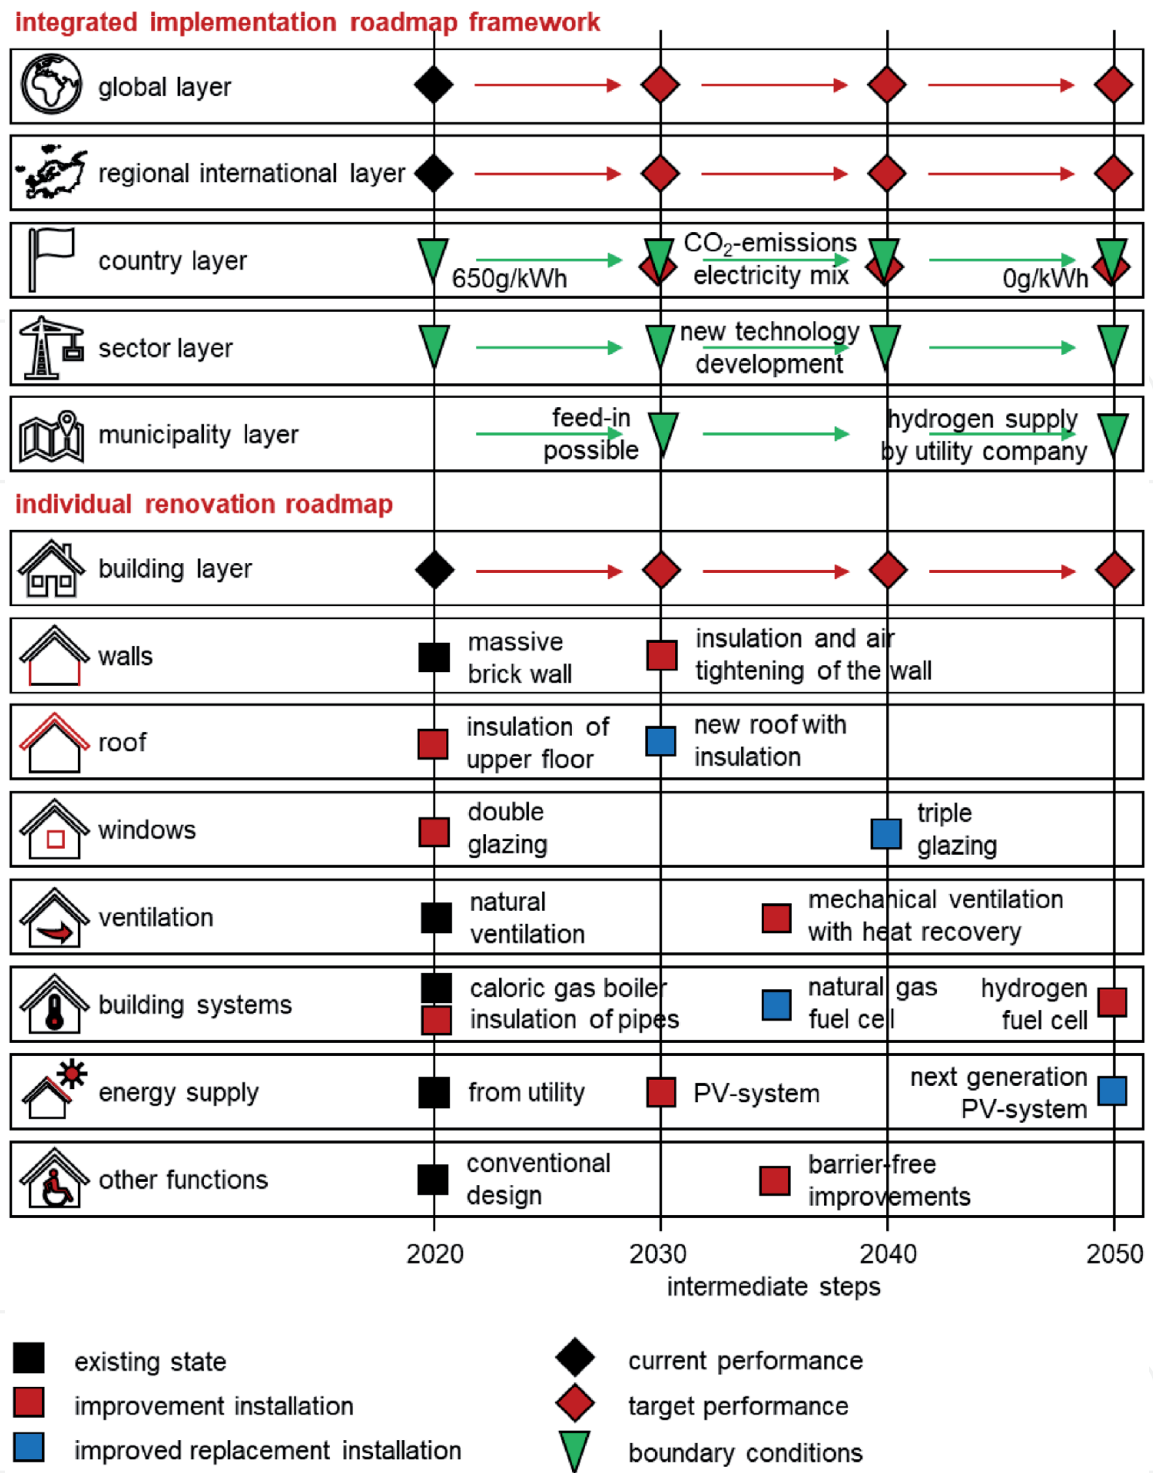 integrated implementation roadmap framework
global layer
regional international layer
country layer
650g/kWh
CO₂-emissions
electricity mix
0g/kWh
sector layer
new technology
development
municipality layer
feed-in
possible
hydrogen supply
by utility company
individual renovation roadmap
building layer
walls
massive
brick wall
insulation and air
tightening of the wall
roof
insulation of
upper floor
new roof with
insulation
windows
double
glazing
triple
glazing
ventilation
natural
ventilation
mechanical ventilation
with heat recovery
building systems
caloric gas boiler
insulation of pipes
natural gas
fuel cell
hydrogen
fuel cell
energy supply
from utility
PV-system
next generation
PV-system
other functions
conventional
design
barrier-free
improvements
2020 2030 2040 2050
intermediate steps
existing state
improvement installation
improved replacement installation
current performance
target performance
boundary conditions